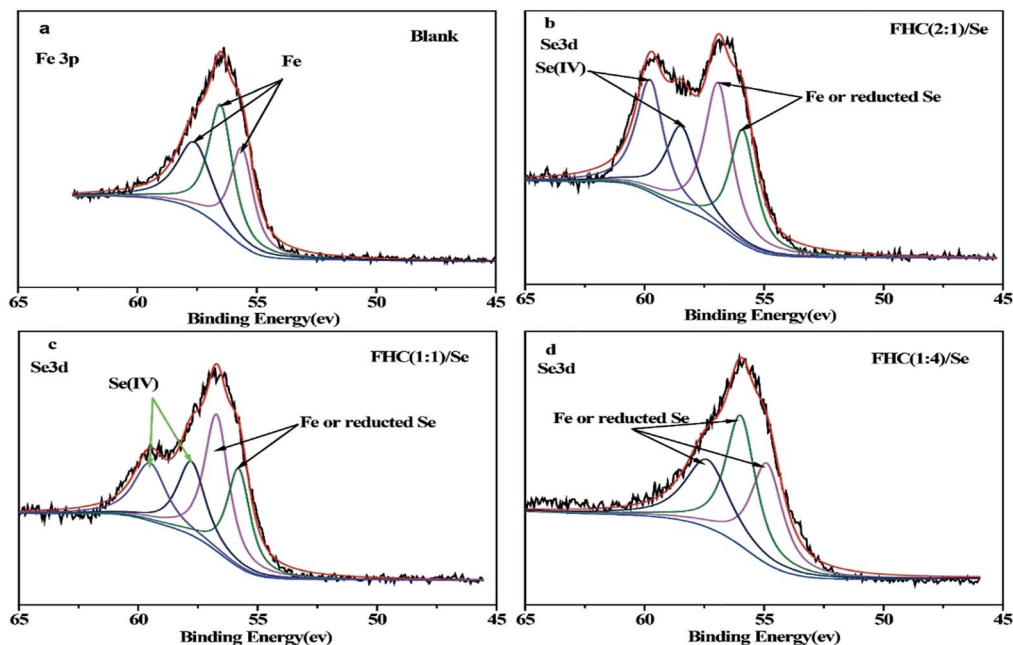 a
Blank
Fe 3p
Fe
65 60 55 50 45
Binding Energy(ev)
b
FHC(2:1)/Se
Se3d
Se(IV)
Fe or reducted Se
65 60 55 50 45
Binding Energy(ev)
c
FHC(1:1)/Se
Se3d
Se(IV)
Fe or reducted Se
65 60 55 50 45
Binding Energy(ev)
d
FHC(1:4)/Se
Se3d
Fe or reducted Se
65 60 55 50 45
Binding Energy(ev)